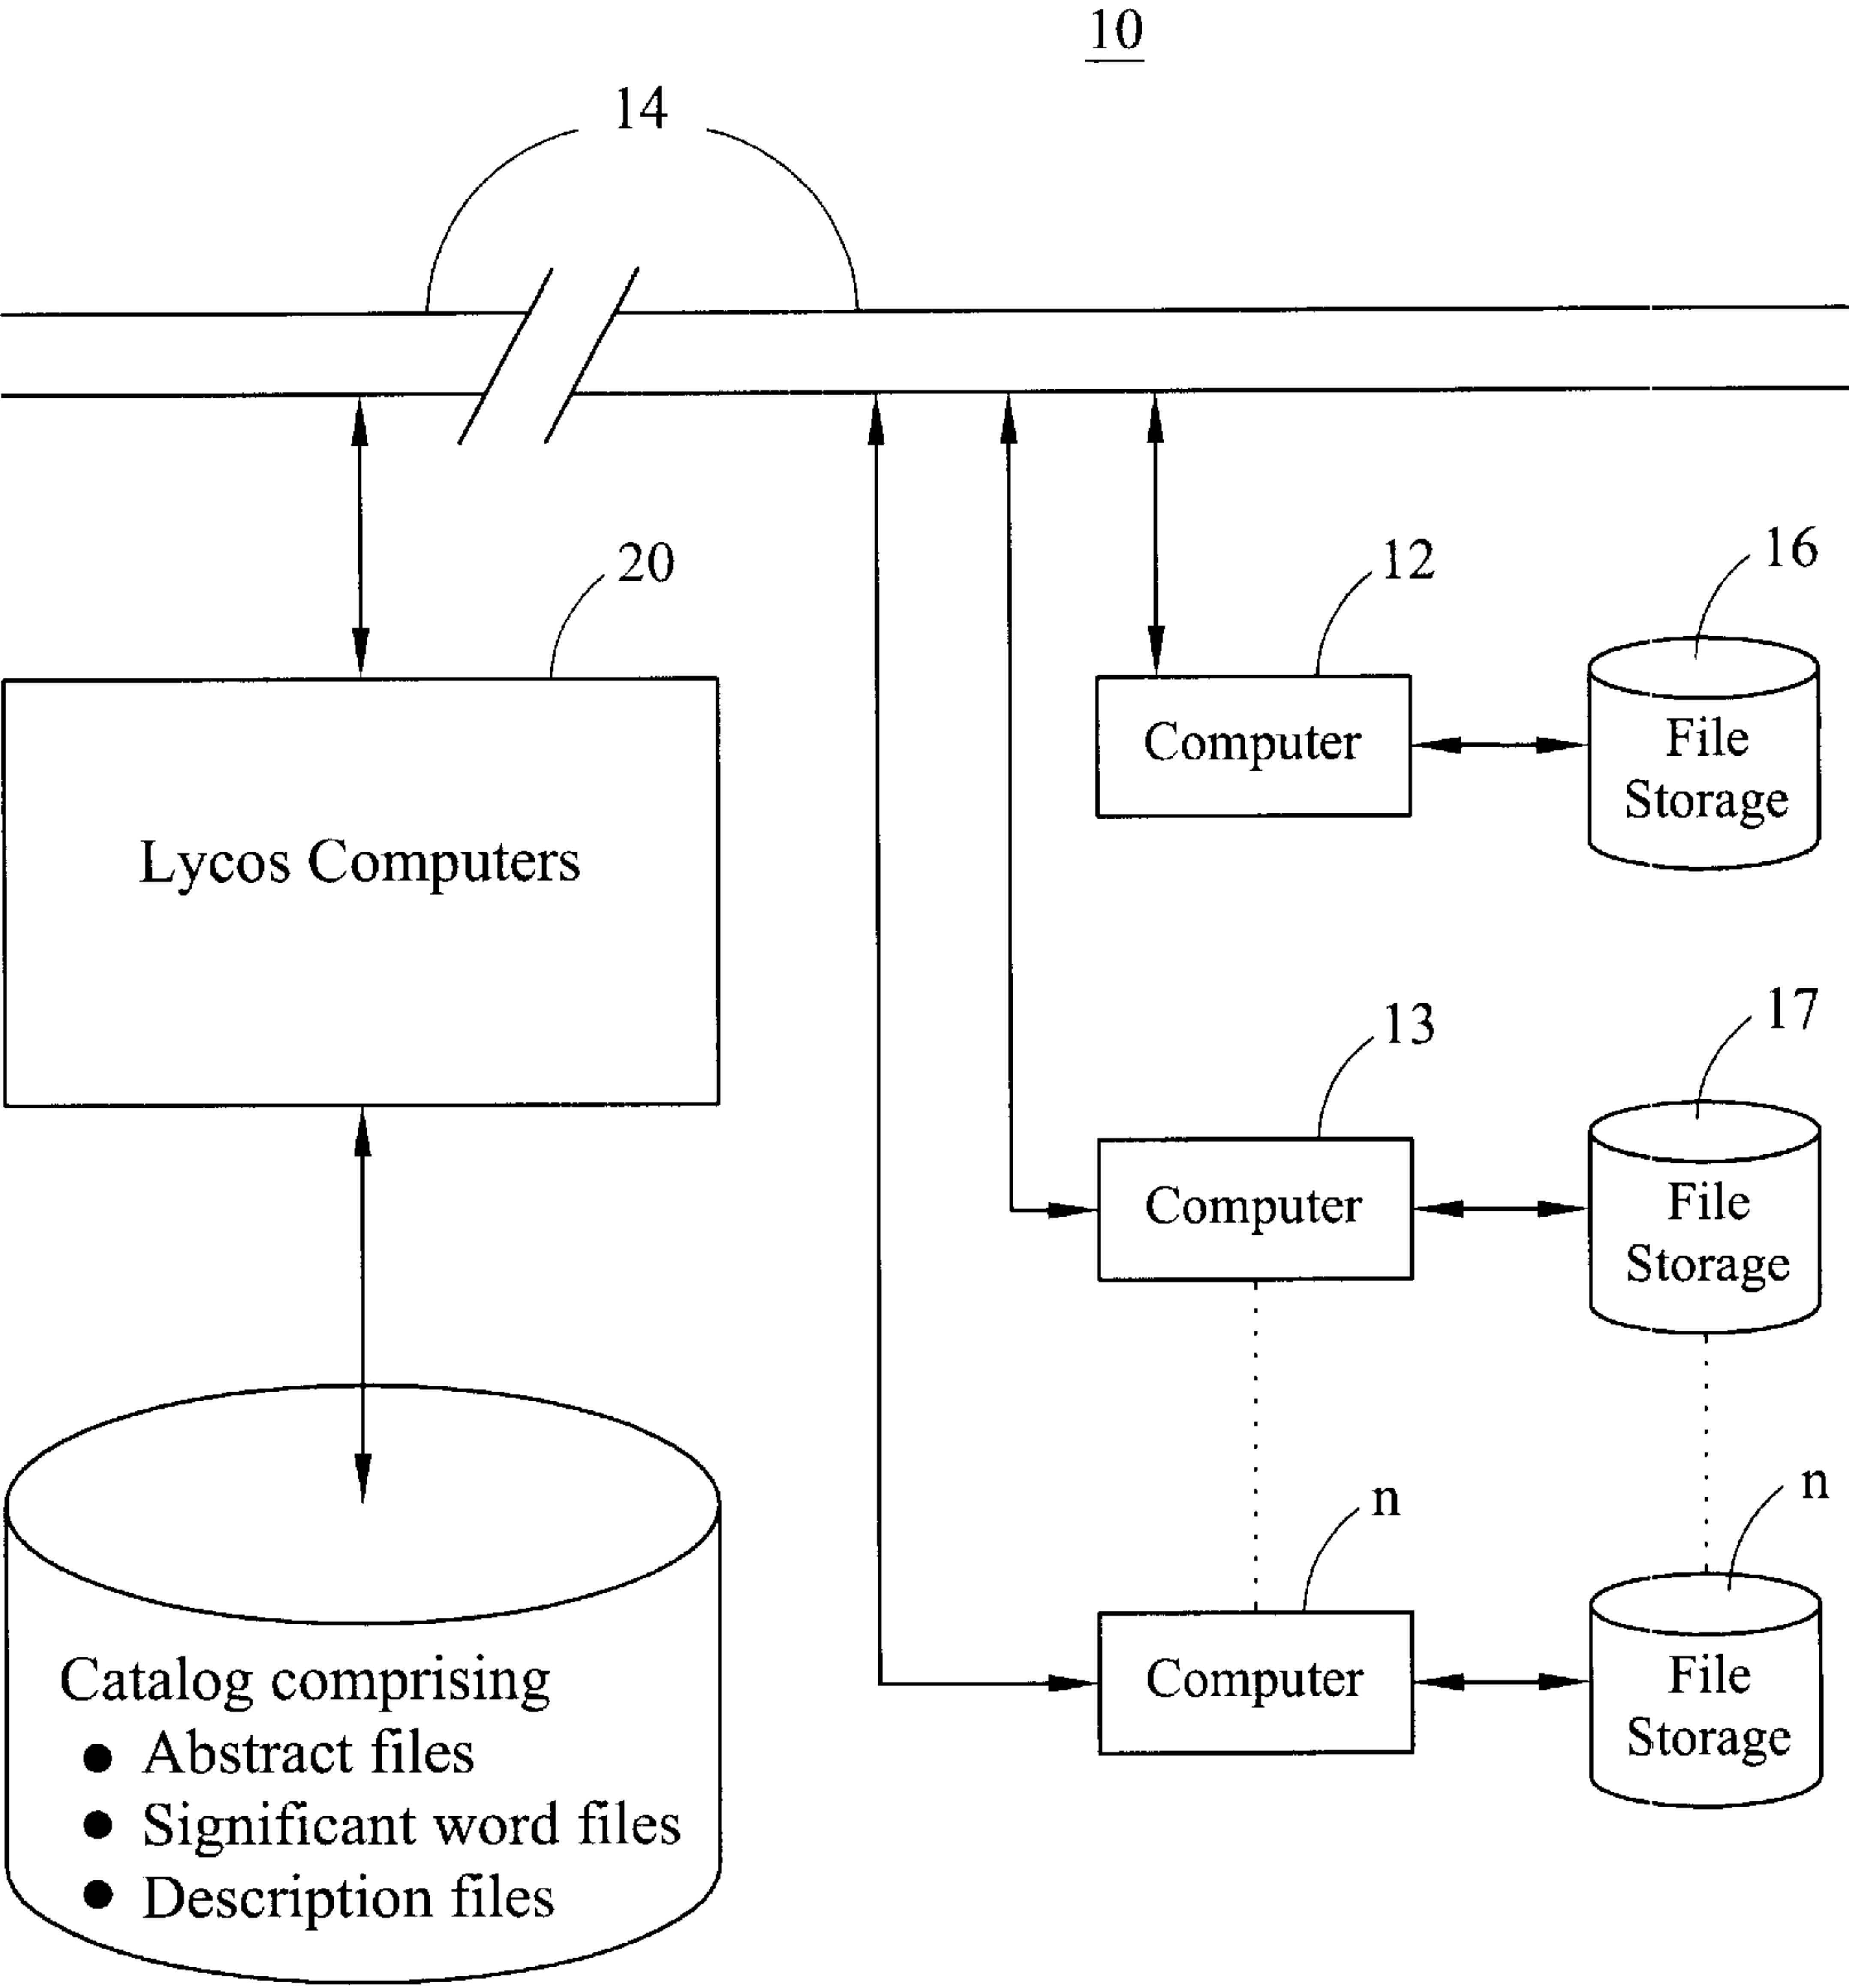 10
14
20
12
16
Computer
File
Storage
Lycos Computers
13
17
Computer
File
Storage
n
n
Computer
File
Storage
Catalog comprising
● Abstract files
● Significant word files
● Description files